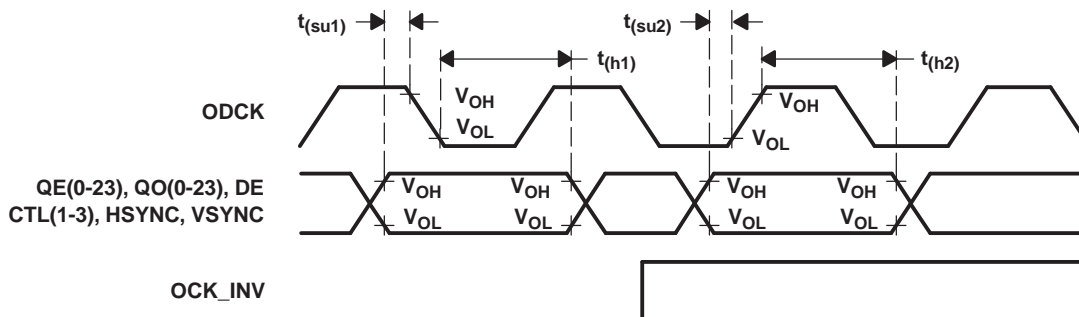 t(su1)
t(su2)
t(h1)
t(h2)
ODCK
VOH
VOL
VOH
VOL
QE(0-23), QO(0-23), DE
CTL(1-3), HSYNC, VSYNC
VOH
VOH
VOH
VOH
VOL
VOL
VOL
VOL
OCK_INV